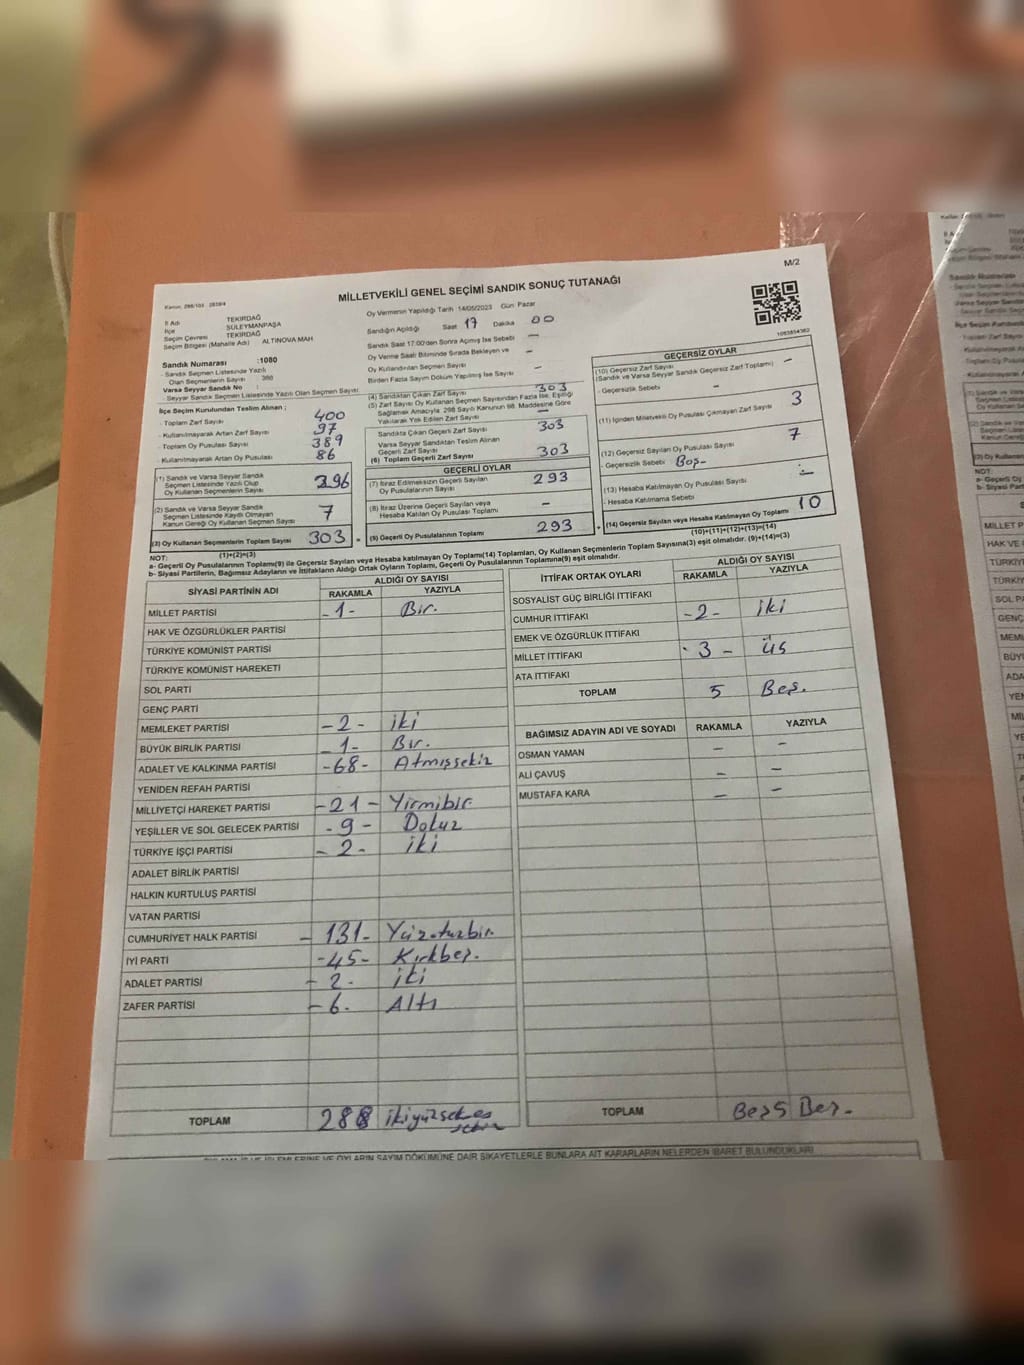 M/2
MİLLETVEKİLİ GENEL SEÇİMİ SANDIK SONUÇ TUTANAĞI
Kanun: 298/101 - 2839/4
İl Adı TEKİRDAĞ
İlçe SÜLEYMANPAŞA
Seçim Çevresi TEKİRDAĞ
Seçim Bölgesi (Mahalle Adı) ALTINOVA MAH
Sandık Numarası :1080
- Sandık Seçmen Listesinde Yazılı
Olan Seçmenlerin Sayısı : 388
Varsa Seyyar Sandık No :
- Seyyar Sandık Seçmen Listesinde Yazılı Olan Seçmen Sayısı:
İlçe Seçim Kurulundan Teslim Alınan ;
- Toplam Zarf Sayısı 400
- Kullanılmayarak Artan Zarf Sayısı 97
- Toplam Oy Pusulası Sayısı 389
Kullanılmayarak Artan Oy Pusulası 86
(1) Sandık ve Varsa Seyyar Sandık
Seçmen Listesinde Yazılı Olup
Oy Kullanan Seçmenlerin Sayısı 296
(2) Sandık ve Varsa Seyyar Sandık
Seçmen Listesinde Kayıtlı Olmayan
Kanun Gereği Oy Kullanan Seçmen Sayısı 7
(3) Oy Kullanan Seçmenlerin Toplam Sayısı 303 =
(1)+(2)=(3)
Oy Vermenin Yapıldığı Tarih 14/05/2023 Gün: Pazar
Sandığın Açıldığı Saat 17 Dakika 00
Sandık Saat 17:00'den Sonra Açılmış İse Sebebi -
Oy Verme Saati Bitiminde Sırada Bekleyen ve -
Oy Kullandırılan Seçmen Sayısı
Birden Fazla Sayım Döküm Yapılmış İse Sayısı -
(4) Sandıktan Çıkan Zarf Sayısı 303
(5) Zarf Sayısı Oy Kullanan Seçmen Sayısından Fazla İse, Eşitliği
Sağlamak Amacıyla 298 Sayılı Kanunun 98. Maddesine Göre
Yakılarak Yok Edilen Zarf Sayısı -
Sandıkta Çıkan Geçerli Zarf Sayısı 303
Varsa Seyyar Sandıktan Teslim Alınan
Geçerli Zarf Sayısı
(6) Toplam Geçerli Zarf Sayısı 303
GEÇERLİ OYLAR
(7) İtiraz Edilmeksizin Geçerli Sayılan
Oy Pusulalarının Sayısı 293
(8) İtiraz Üzerine Geçerli Sayılan veya
Hesaba Katılan Oy Pusulası Toplamı -
(9) Geçerli Oy Pusulalarının Toplamı 293 +
1083834362
GEÇERSİZ OYLAR
(10) Geçersiz Zarf Sayısı -
(Sandık ve Varsa Seyyar Sandık Geçersiz Zarf Toplamı)
- Geçersizlik Sebebi -
(11) İçinden Milletvekili Oy Pusulası Çıkmayan Zarf Sayısı 3
(12) Geçersiz Sayılan Oy Pusulası Sayısı 7
- Geçersizlik Sebebi Boş-
(13) Hesaba Katılmayan Oy Pusulası Sayısı -
- Hesaba Katılmama Sebebi
(14) Geçersiz Sayılan veya Hesaba Katılmayan Oy Toplamı 10
(10)+(11)+(12)+(13)=(14)
NOT:
a- Geçerli Oy Pusulalarının Toplamı(9) ile Geçersiz Sayılan veya Hesaba Katılmayan Oy Toplamı(14) Toplamları, Oy Kullanan Seçmenlerin Toplam Sayısına(3) eşit olmalıdır. (9)+(14)=(3)
b- Siyasi Partilerin, Bağımsız Adayların ve İttifakların Aldığı Ortak Oyların Toplamı, Geçerli Oy Pusulalarının Toplamına(9) eşit olmalıdır.
SİYASİ PARTİNİN ADI ALDIĞI OY SAYISI
RAKAMLA YAZIYLA
MİLLET PARTİSİ -1- Bir.
HAK VE ÖZGÜRLÜKLER PARTİSİ
TÜRKİYE KOMÜNİST PARTİSİ
TÜRKİYE KOMÜNİST HAREKETİ
SOL PARTİ
GENÇ PARTİ
MEMLEKET PARTİSİ -2- iki
BÜYÜK BİRLİK PARTİSİ -1- Bir.
ADALET VE KALKINMA PARTİSİ -68- Atmışsekiz
YENİDEN REFAH PARTİSİ
MİLLİYETÇİ HAREKET PARTİSİ -21- Yirmibir
YEŞİLLER VE SOL GELECEK PARTİSİ -9- Dokuz
TÜRKİYE İŞÇİ PARTİSİ -2- iki
ADALET BİRLİK PARTİSİ
HALKIN KURTULUŞ PARTİSİ
VATAN PARTİSİ
CUMHURİYET HALK PARTİSİ -131- Yüzotuzbir.
İYİ PARTİ -45- Kırkbeş.
ADALET PARTİSİ -2- iki
ZAFER PARTİSİ -6- Altı
TOPLAM 288 ikiyüzseksen
sekiz
İTTİFAK ORTAK OYLARI ALDIĞI OY SAYISI
RAKAMLA YAZIYLA
SOSYALİST GÜÇ BİRLİĞİ İTTİFAKI
CUMHUR İTTİFAKI -2- iki
EMEK VE ÖZGÜRLÜK İTTİFAKI
MİLLET İTTİFAKI -3- üç
ATA İTTİFAKI
TOPLAM 5 Beş.
BAĞIMSIZ ADAYIN ADI VE SOYADI RAKAMLA YAZIYLA
OSMAN YAMAN - -
ALİ ÇAVUŞ - -
MUSTAFA KARA - -
TOPLAM Beş5 Beş.